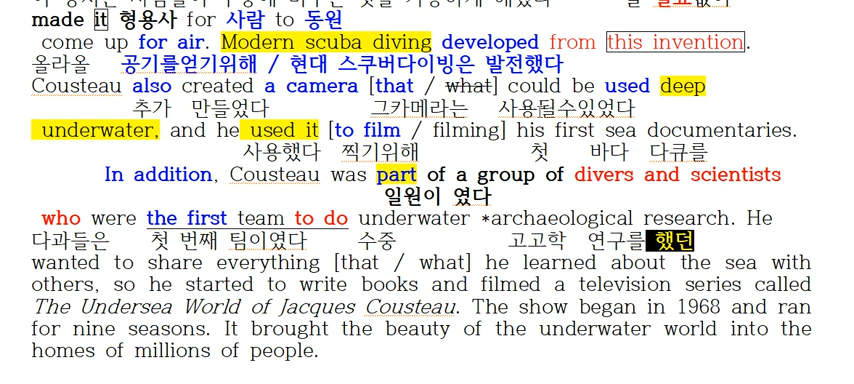 made it 형용사 for 사람 to 동원
come up for air. Modern scuba diving developed from this invention.
올라올 공기를얻기위해 / 현대 스쿠버다이빙은 발전했다
Cousteau also created a camera [that / what] could be used deep
추가 만들었다 그카메라는 사용될수있었다
underwater, and he used it [to film / filming] his first sea documentaries.
사용했다 찍기위해 첫 바다 다큐를
In addition, Cousteau was part of a group of divers and scientists
일원이 였다
who were the first team to do underwater *archaeological research. He
다과들은 첫 번째 팀이였다 수중 고고학 연구를 했던
wanted to share everything [that / what] he learned about the sea with
others, so he started to write books and filmed a television series called
The Undersea World of Jacques Cousteau. The show began in 1968 and ran
for nine seasons. It brought the beauty of the underwater world into the
homes of millions of people.